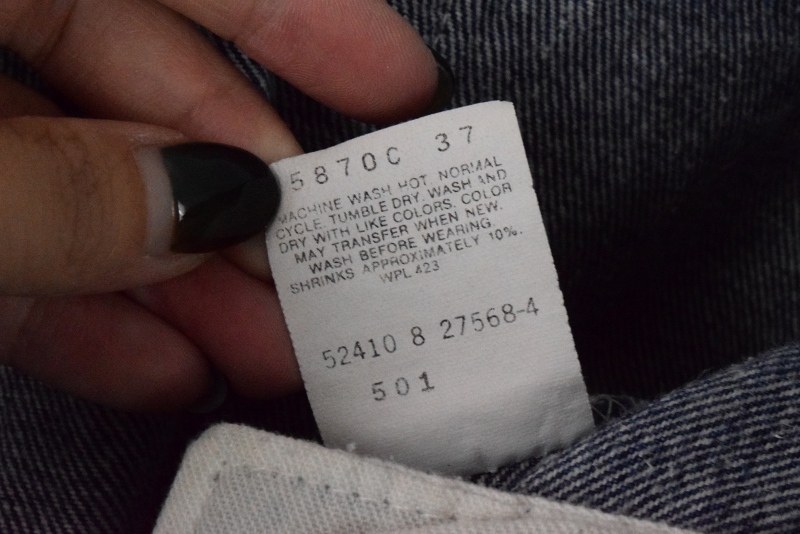 5870C 37
MACHINE WASH HOT NORMAL
CYCLE. TUMBLE DRY. WASH AND
DRY WITH LIKE COLORS. COLOR
MAY TRANSFER WHEN NEW.
WASH BEFORE WEARING.
SHRINKS APPROXIMATELY 10%.
WPL 423
52410 8 27568-4
501